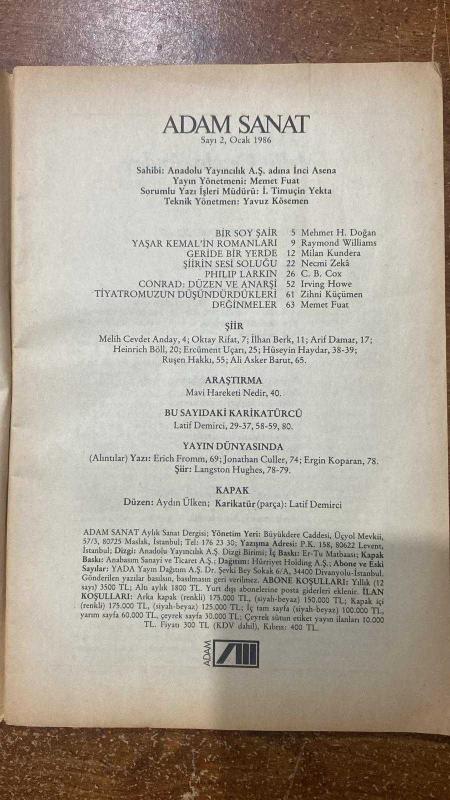 ADAM SANAT
Sayı 2, Ocak 1986
Sahibi: Anadolu Yayıncılık A.Ş. adına İnci Asena
Yayın Yönetmeni: Memet Fuat
Sorumlu Yazı İşleri Müdürü: İ. Timuçin Yekta
Teknik Yönetmen: Yavuz Kösemen
BİR SOY ŞAİR 5 Mehmet H. Doğan
YAŞAR KEMAL'İN ROMANLARI 9 Raymond Williams
GERİDE BİR YERDE 12 Milan Kundera
ŞİİRİN SESİ SOLUĞU 22 Necmi Zekâ
PHILIP LARKIN 26 C. B. Cox
CONRAD: DÜZEN VE ANARŞİ 52 Irving Howe
TİYATROMUZUN DÜŞÜNDÜRDÜKLERİ 61 Zihni Küçümen
DEĞİNMELER 63 Memet Fuat
ŞİİR
Melih Cevdet Anday, 4; Oktay Rifat, 7; İlhan Berk, 11; Arif Damar, 17;
Heinrich Böll, 20; Ercüment Uçarı, 25; Hüseyin Haydar, 38-39;
Ruşen Hakkı, 55; Ali Asker Barut, 65.
ARAŞTIRMA
Mavi Hareketi Nedir, 40.
BU SAYIDAKİ KARİKATÜRCÜ
Latif Demirci, 29-37, 58-59, 80.
YAYIN DÜNYASINDA
(Alıntılar) Yazı: Erich Fromm, 69; Jonathan Culler, 74; Ergin Koparan, 78.
Şiir: Langston Hughes, 78-79.
KAPAK
Düzen: Aydın Ülken; Karikatür (parça): Latif Demirci
ADAM SANAT Aylık Sanat Dergisi; Yönetim Yeri: Büyükdere Caddesi, Üçyol Mevkii,
57/3, 80725 Maslak, İstanbul; Tel: 176 23 30; Yazışma Adresi: P.K. 158, 80622 Levent,
İstanbul; Dizgi: Anadolu Yayıncılık A.Ş. Dizgi Birimi; İç Baskı: Er-Tu Matbaası; Kapak
Baskı: Anabasım Sanayi ve Ticaret A.Ş.; Dağıtım: Hürriyet Holding A.Ş.; Abone ve Eski
Sayılar: YADA Yayın Dağıtım A.Ş. Dr. Şevki Bey Sokak 6/A, 34400 Divanyolu-İstanbul.
Gönderilen yazılar basılsın, basılmasın geri verilmez. ABONE KOŞULLARI: Yıllık (12
sayı) 3500 TL; Altı aylık 1800 TL. Yurt dışı abonelerine posta giderleri eklenir. İLAN
KOŞULLARI: Arka kapak (renkli) 175.000 TL, (siyah-beyaz) 150.000 TL; Kapak içi
(renkli) 175.000 TL, (siyah-beyaz) 125.000 TL; İç tam sayfa (siyah-beyaz) 100.000 TL,
yarım sayfa 60.000 TL, çeyrek sayfa 30.000 TL; Çeyrek sütun etiket yayın ilanları 10.000
TL. Fiyatı 300 TL (KDV dahil), Kıbrıs: 400 TL.
ADAM